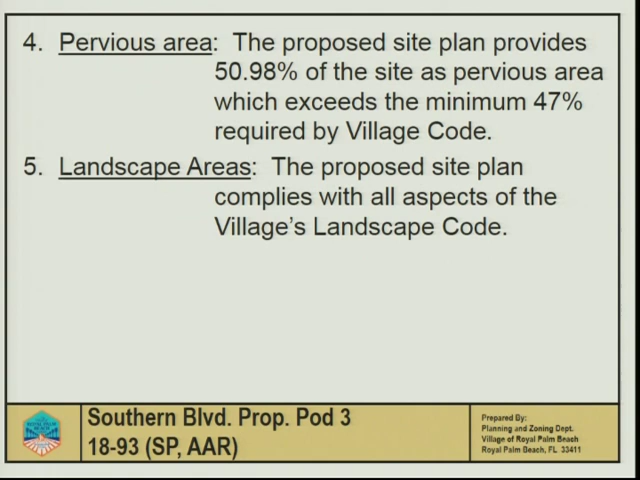 4. Pervious area: The proposed site plan provides
50.98% of the site as pervious area
which exceeds the minimum 47%
required by Village Code.
5. Landscape Areas: The proposed site plan
complies with all aspects of the
Village's Landscape Code.
Southern Blvd. Prop. Pod 3
18-93 (SP, AAR)
Prepared By:
Planning and Zoning Dept.
Village of Royal Palm Beach
Royal Palm Beach, FL 33411